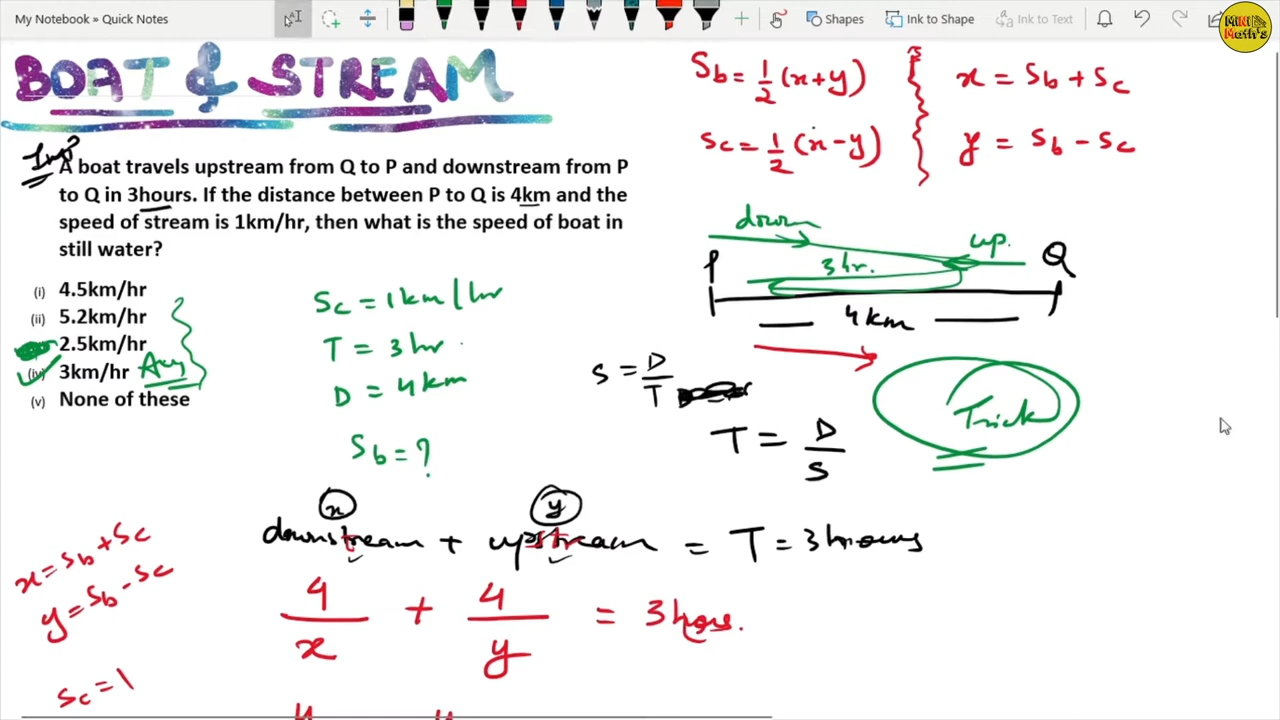 My Notebook » Quick Notes
Shapes
Ink to Shape
Ink to Text
MINI
Math's
BOAT & STREAM
Sb = 1/2 (x+y)
Sc = 1/2 (x-y)
x = Sb + Sc
y = Sb - Sc
A boat travels upstream from Q to P and downstream from P
to Q in 3hours. If the distance between P to Q is 4km and the
speed of stream is 1km/hr, then what is the speed of boat in
still water?
(i) 4.5km/hr
(ii) 5.2km/hr
2.5km/hr
(iv) 3km/hr Ans
(v) None of these
Sc = 1km/hr
T = 3hr.
D = 4km
Sb = ?
down
up.
P
3hr.
Q
4km
S = D/T
T = D/S
Trick
x
y
downstream + upstream = T = 3hours
4/x + 4/y = 3hours.
x = Sb + Sc
y = Sb - Sc
Sc = 1